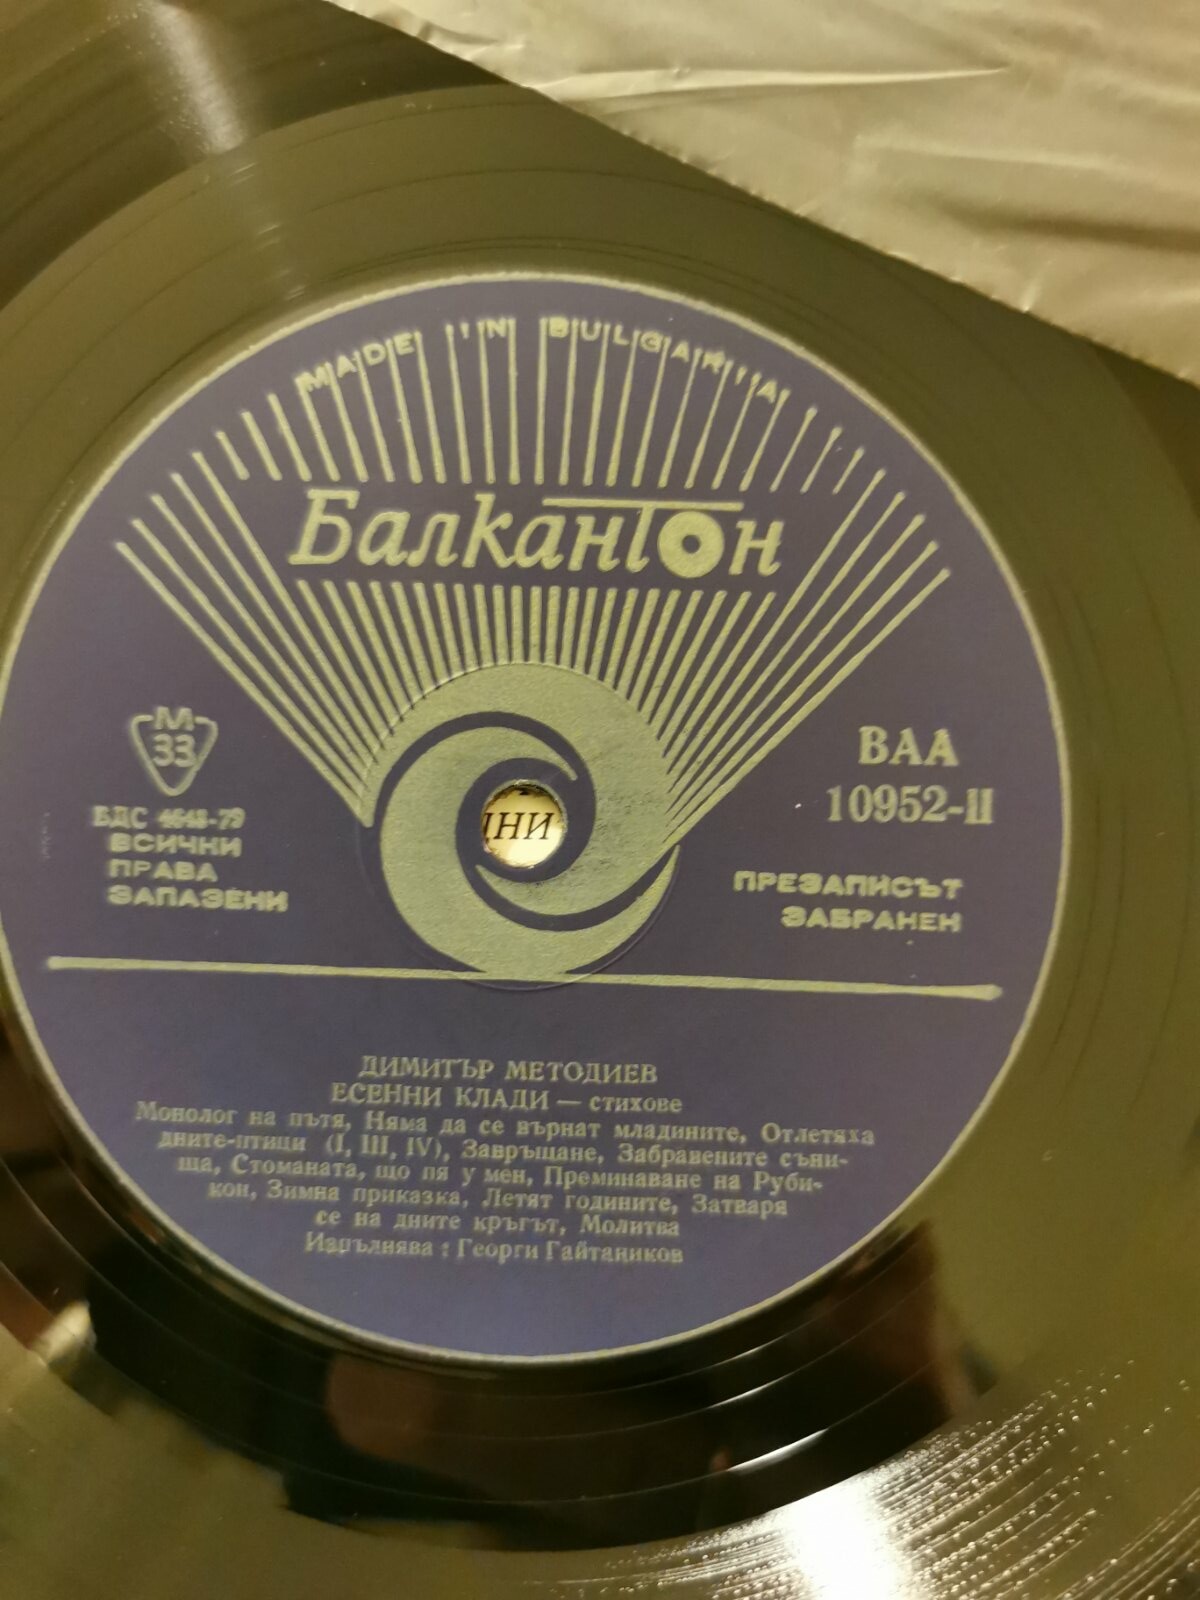 MADE IN BULGARIA
Балкантон
М
33
БДС 4648-79
ВСИЧКИ
ПРАВА
ЗАПАЗЕНИ
ВАА
10952-II
ПРЕЗАПИСЪТ
ЗАБРАНЕН
НИ
ДИМИТЪР МЕТОДИЕВ
ЕСЕННИ КЛАДИ — стихове
Монолог на пътя, Няма да се върнат младините, Отлетяха
дните-птици (I, III, IV), Завръщане, Забравените съни-
ща, Стоманата, що пя у мен, Преминаване на Руби-
кон, Зимна приказка, Летят годините, Затваря
се на дните кръгът, Молитва
Изпълнява : Георги Гайтаников